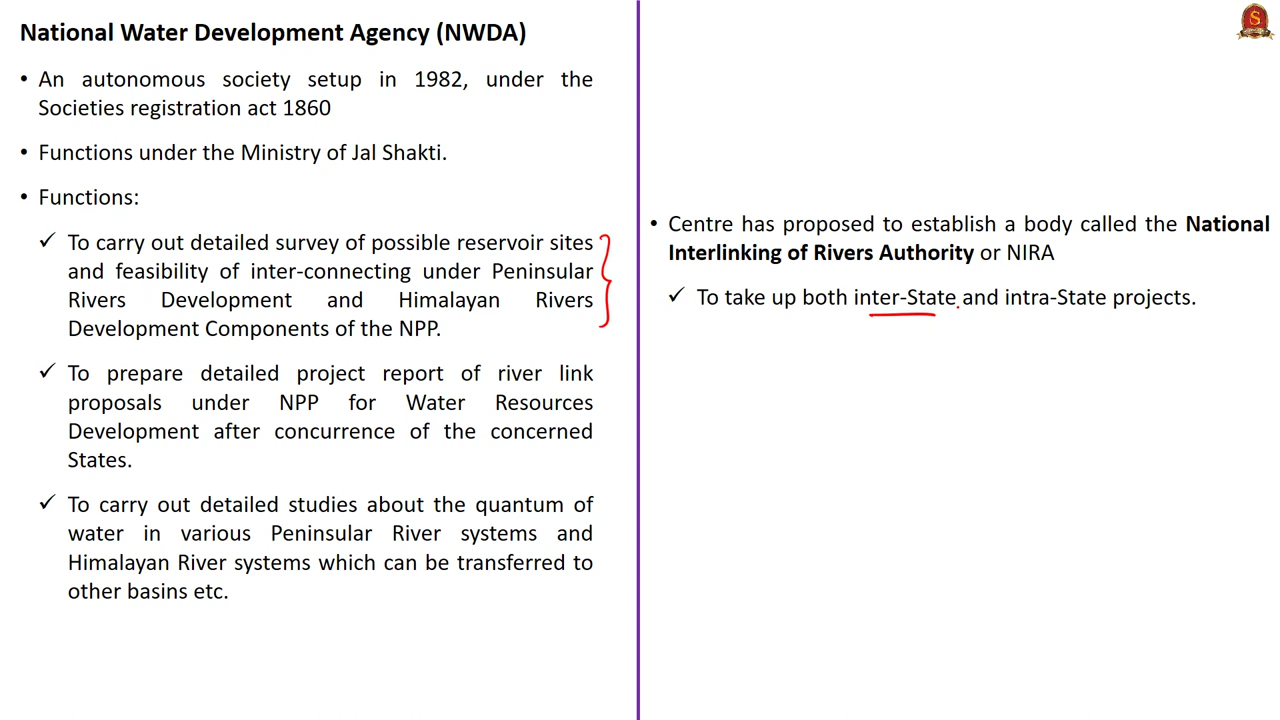 National Water Development Agency (NWDA)
• An autonomous society setup in 1982, under the
Societies registration act 1860
• Functions under the Ministry of Jal Shakti.
• Functions:
✓ To carry out detailed survey of possible reservoir sites
and feasibility of inter-connecting under Peninsular
Rivers Development and Himalayan Rivers
Development Components of the NPP.
✓ To prepare detailed project report of river link
proposals under NPP for Water Resources
Development after concurrence of the concerned
States.
✓ To carry out detailed studies about the quantum of
water in various Peninsular River systems and
Himalayan River systems which can be transferred to
other basins etc.
• Centre has proposed to establish a body called the National
Interlinking of Rivers Authority or NIRA
✓ To take up both inter-State and intra-State projects.
S